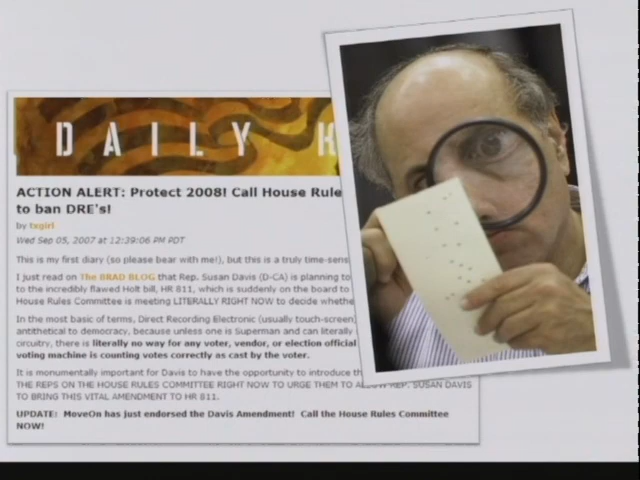 DAILY K
ACTION ALERT: Protect 2008! Call House Rule
to ban DRE's!
by txgirl
Wed Sep 05, 2007 at 12:39:06 PM PDT
This is my first diary (so please bear with me!), but this is a truly time-sens
I just read on The BRAD BLOG that Rep. Susan Davis (D-CA) is planning to
to the incredibly flawed Holt bill, HR 811, which is suddenly on the board to
House Rules Committee is meeting LITERALLY RIGHT NOW to decide whethe
In the most basic of terms, Direct Recording Electronic (usually touch-screen)
antithetical to democracy, because unless one is Superman and can literally
circuitry, there is literally no way for any voter, vendor, or election official
voting machine is counting votes correctly as cast by the voter.
It is monumentally important for Davis to have the opportunity to introduce th
THE REPS ON THE HOUSE RULES COMMITTEE RIGHT NOW TO URGE THEM TO ALLOW REP. SUSAN DAVIS
TO BRING THIS VITAL AMENDMENT TO HR 811.
UPDATE: MoveOn has just endorsed the Davis Amendment! Call the House Rules Committee
NOW!